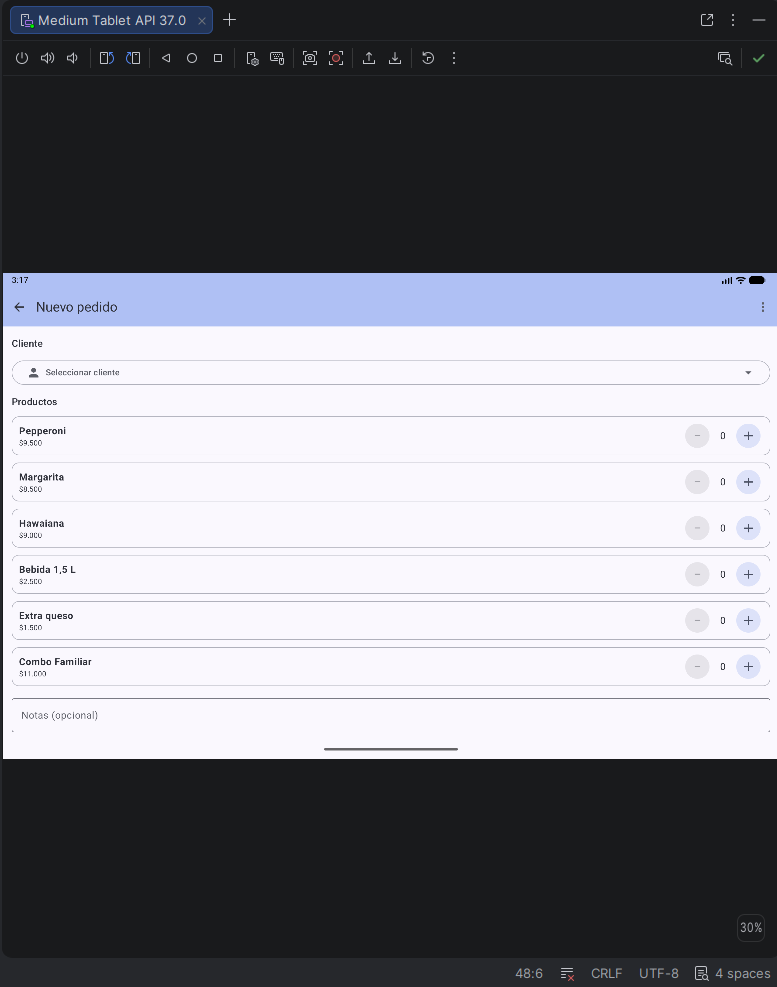 Medium Tablet API 37.0
3:17
Nuevo pedido
Cliente
Seleccionar cliente
Productos
Pepperoni
$9.500
0
Margarita
$8.500
0
Hawaiana
$9.000
0
Bebida 1,5 L
$2.500
0
Extra queso
$1.500
0
Combo Familiar
$11.000
0
Notas (opcional)
30%
48:6 CRLF UTF-8 4 spaces